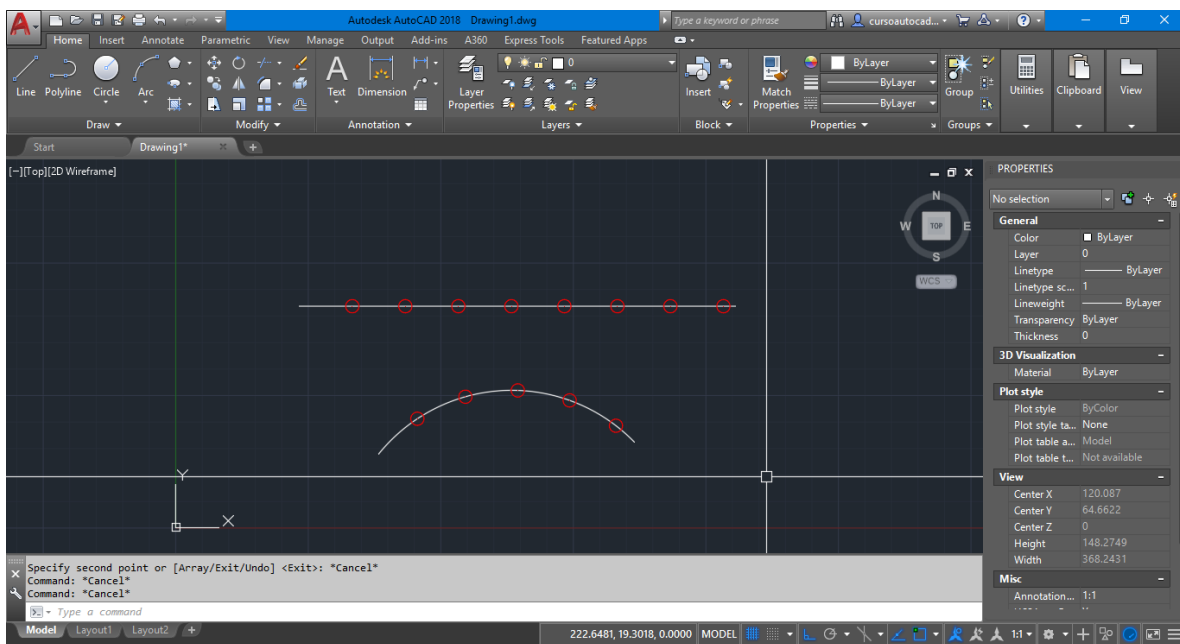 A Autodesk AutoCAD 2018 Drawing1.dwg Type a keyword or phrase cursoautocad... ?
Home Insert Annotate Parametric View Manage Output Add-ins A360 Express Tools Featured Apps
Line Polyline Circle Arc
A
Text Dimension
Layer
Properties
0
Insert
Match
Properties
ByLayer
ByLayer
ByLayer
Group
Utilities Clipboard View
Draw Modify Annotation Layers Block Properties Groups
Start Drawing1* +
[−][Top][2D Wireframe]
N
W TOP E
S
WCS
Y
X
PROPERTIES
No selection
General
Color ByLayer
Layer 0
Linetype ByLayer
Linetype sc... 1
Lineweight ByLayer
Transparency ByLayer
Thickness 0
3D Visualization
Material ByLayer
Plot style
Plot style ByColor
Plot style ta... None
Plot table a... Model
Plot table t... Not available
View
Center X 120.087
Center Y 64.6622
Center Z 0
Height 148.2749
Width 368.2431
Misc
Annotation... 1:1
Specify second point or [Array/Exit/Undo] <Exit>: *Cancel*
Command: *Cancel*
Command: *Cancel*
Type a command
Model Layout1 Layout2 +
222.6481, 19.3018, 0.0000 MODEL 1:1